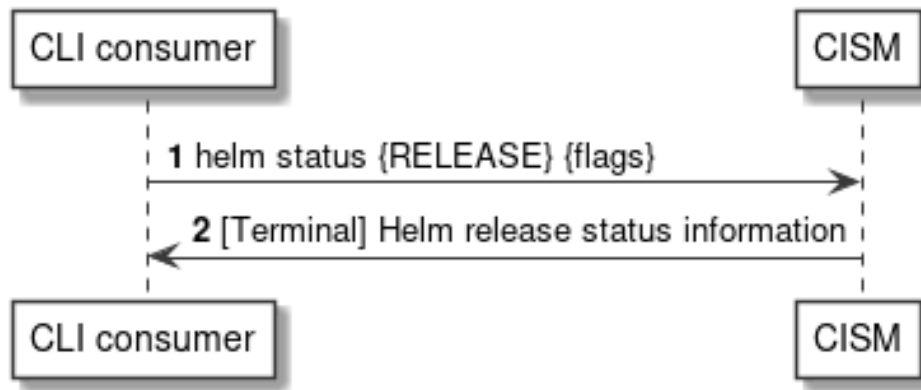 CLI consumer
CISM
1 helm status {RELEASE} {flags}
2 [Terminal] Helm release status information
CLI consumer
CISM